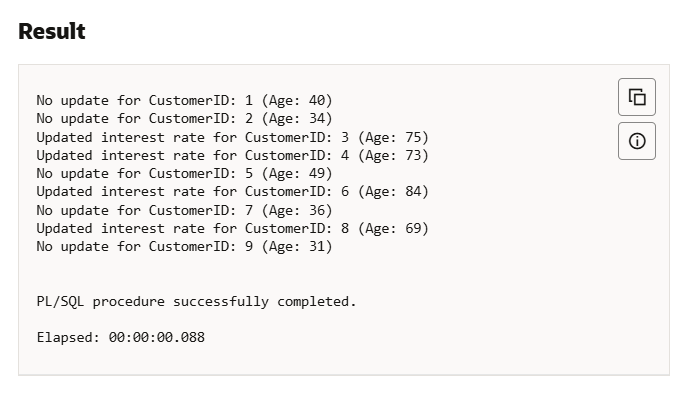 Result
No update for CustomerID: 1 (Age: 40)
No update for CustomerID: 2 (Age: 34)
Updated interest rate for CustomerID: 3 (Age: 75)
Updated interest rate for CustomerID: 4 (Age: 73)
No update for CustomerID: 5 (Age: 49)
Updated interest rate for CustomerID: 6 (Age: 84)
No update for CustomerID: 7 (Age: 36)
Updated interest rate for CustomerID: 8 (Age: 69)
No update for CustomerID: 9 (Age: 31)
PL/SQL procedure successfully completed.
Elapsed: 00:00:00.088